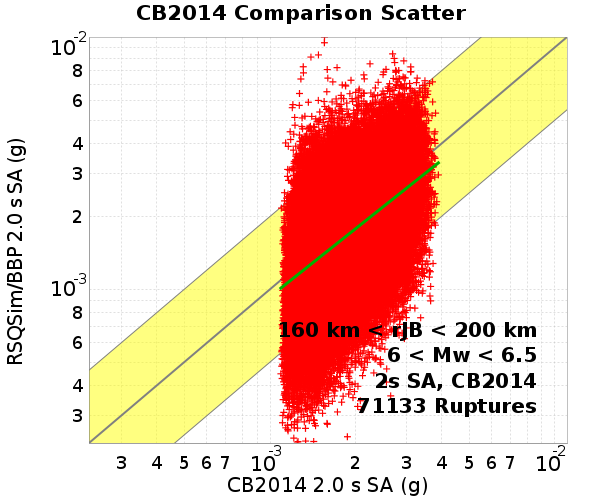 CB2014 Comparison Scatter
RSQSim/BBP 2.0 s SA (g)
10-2
8
6
4
3
2
10-3
8
6
4
3
160 km < rJB < 200 km
6 < Mw < 6.5
2s SA, CB2014
71133 Ruptures
3 4 5 6 7 10-3 2 3 4 5 6 7 10-2
CB2014 2.0 s SA (g)